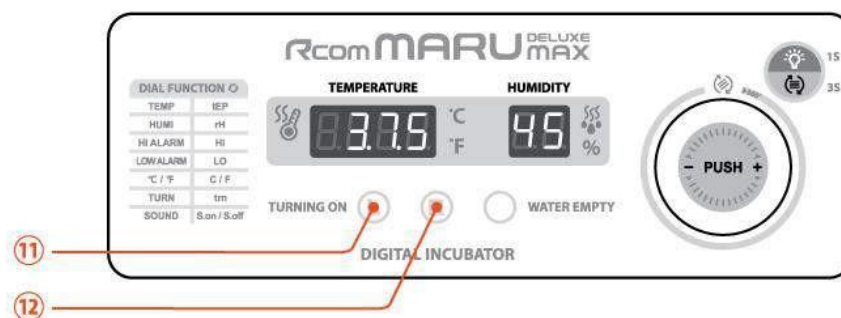 Rcom MARU DELUXE MAX
DIAL FUNCTION
TEMP tEP
HUMI rH
HI ALARM HI
LOW ALARM LO
℃ / ℉ C / F
TURN trn
SOUND S.on / S.off
TEMPERATURE
HUMIDITY
37.5
°C
°F
45
%
TURNING ON
WATER EMPTY
DIGITAL INCUBATOR
1S
3S
- PUSH +
11
12